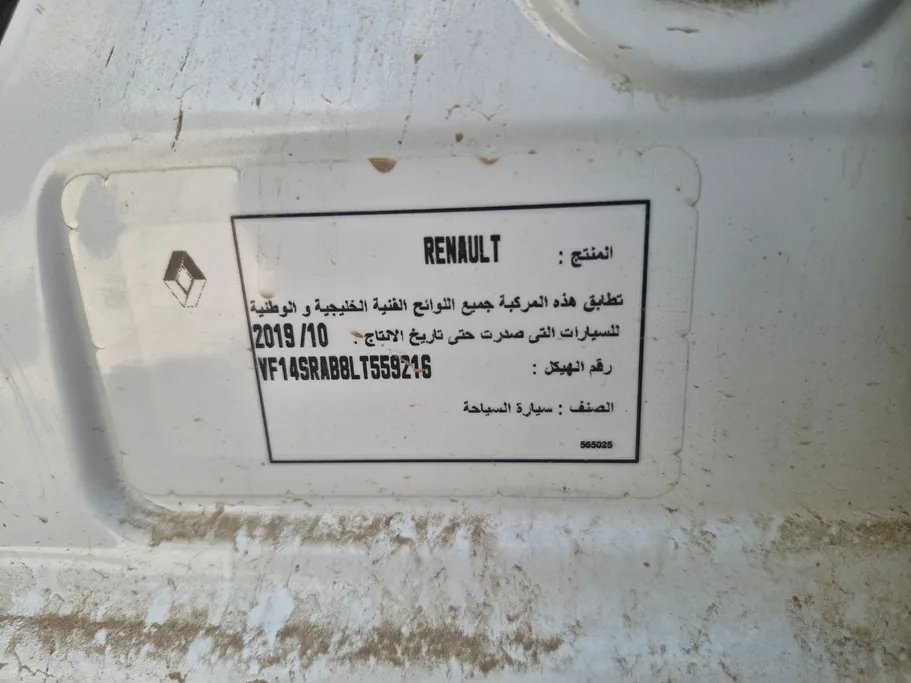 المنتج : RENAULT
تطابق هذه المركبة جميع اللوائح الفنية الخليجية و الوطنية
للسيارات التى صدرت حتى تاريخ الانتاج . 2019/10
رقم الهيكل : VF14SRAB8LT559216
الصنف : سيارة السياحة
565025